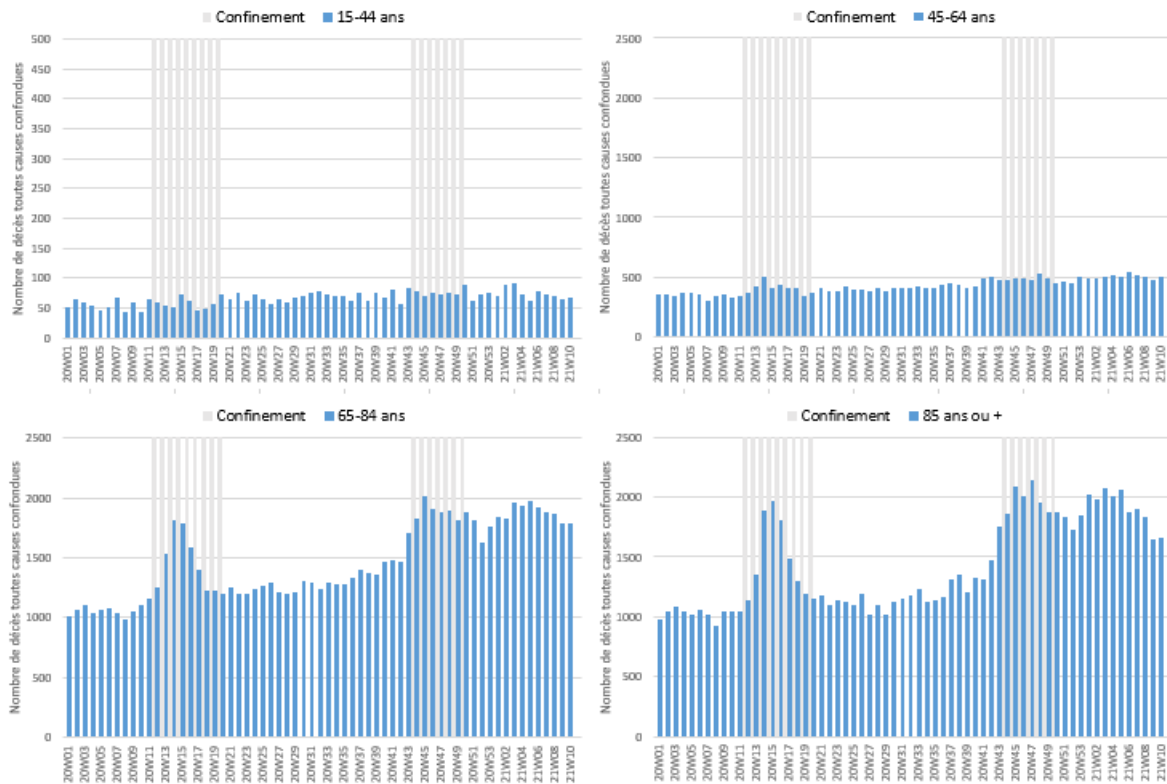 Confinement 15-44 ans
Nombre de décès toutes causes confondues
500
450
400
350
300
250
200
150
100
50
0
20W01 20W03 20W05 20W07 20W09 20W11 20W13 20W15 20W17 20W19 20W21 20W23 20W25 20W27 20W29 20W31 20W33 20W35 20W37 20W39 20W41 20W43 20W45 20W47 20W49 20W51 20W53 21W02 21W04 21W06 21W08 21W10
Confinement 45-64 ans
Nombre de décès toutes causes confondues
2500
2000
1500
1000
500
0
20W01 20W03 20W05 20W07 20W09 20W11 20W13 20W15 20W17 20W19 20W21 20W23 20W25 20W27 20W29 20W31 20W33 20W35 20W37 20W39 20W41 20W43 20W45 20W47 20W49 20W51 20W53 21W02 21W04 21W06 21W08 21W10
Confinement 65-84 ans
Nombre de décès toutes causes confondues
2500
2000
1500
1000
500
0
20W01 20W03 20W05 20W07 20W09 20W11 20W13 20W15 20W17 20W19 20W21 20W23 20W25 20W27 20W29 20W31 20W33 20W35 20W37 20W39 20W41 20W43 20W45 20W47 20W49 20W51 20W53 21W02 21W04 21W06 21W08 21W10
Confinement 85 ans ou +
Nombre de décès toutes causes confondues
2500
2000
1500
1000
500
0
20W01 20W03 20W05 20W07 20W09 20W11 20W13 20W15 20W17 20W19 20W21 20W23 20W25 20W27 20W29 20W31 20W33 20W35 20W37 20W39 20W41 20W43 20W45 20W47 20W49 20W51 20W53 21W02 21W04 21W06 21W08 21W10